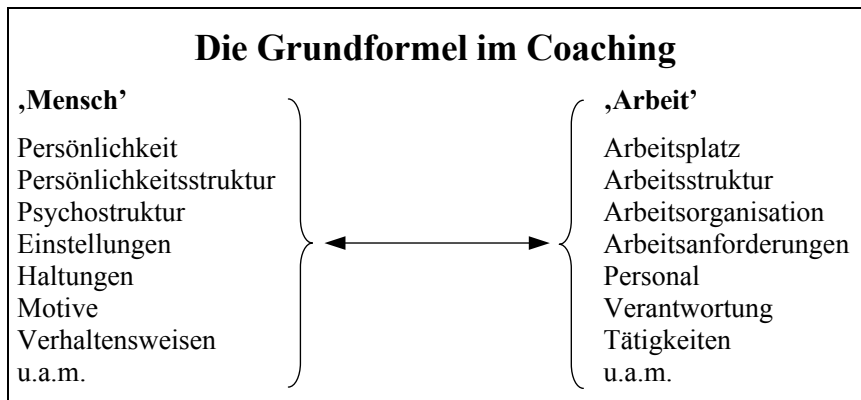 Die Grundformel im Coaching
‚Mensch’
Persönlichkeit
Persönlichkeitsstruktur
Psychostruktur
Einstellungen
Haltungen
Motive
Verhaltensweisen
u.a.m.
‚Arbeit’
Arbeitsplatz
Arbeitsstruktur
Arbeitsorganisation
Arbeitsanforderungen
Personal
Verantwortung
Tätigkeiten
u.a.m.